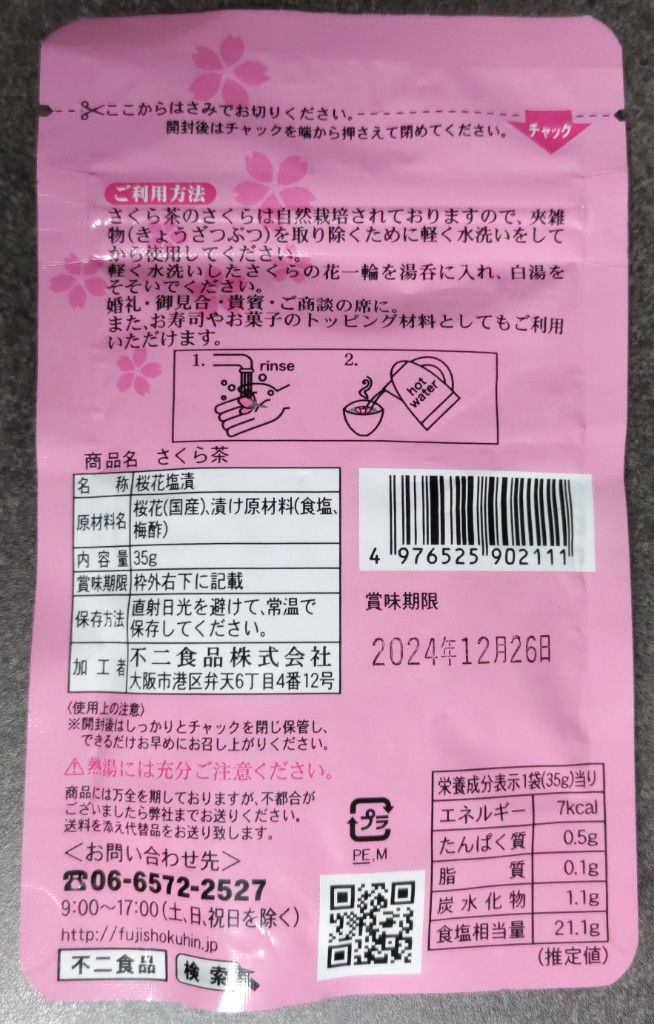 ここからはさみでお切りください。
開封後はチャックを端から押さえて閉めてください。
チャック
ご利用方法
さくら茶のさくらは自然栽培されておりますので、夾雑
物(きょうざつぶつ)を取り除くために軽く水洗いをして
から使用してください。
軽く水洗いしたさくらの花一輪を湯呑に入れ、白湯を
そそいでください。
婚礼・御見合・貴賓・ご商談の席に。
また、お寿司やお菓子のトッピング材料としてもご利用
いただけます。
1.
rinse
2.
hot
water
商品名 さくら茶
名称 桜花塩漬
原材料名 桜花(国産)、漬け原材料(食塩、
梅酢)
内容量 35g
賞味期限 枠外右下に記載
保存方法 直射日光を避けて、常温で
保存してください。
加工者 不二食品株式会社
大阪市港区弁天6丁目4番12号
4 976525 902111
賞味期限
2024年12月26日
〈使用上の注意〉
※開封後はしっかりとチャックを閉じ保管し、
できるだけお早めにお召し上がりください。
⚠熱湯には充分ご注意ください。
商品には万全を期しておりますが、不都合が
ございましたら弊社までお送りください。
送料を添え代替品をお送り致します。
＜お問い合わせ先＞
☎06-6572-2527
9:00～17:00(土、日、祝日を除く)
http://fujishokuhin.jp
不二食品 検索
プラ
PE,M
栄養成分表示1袋(35g)当り
エネルギー 7kcal
たんぱく質 0.5g
脂質 0.1g
炭水化物 1.1g
食塩相当量 21.1g
(推定値)